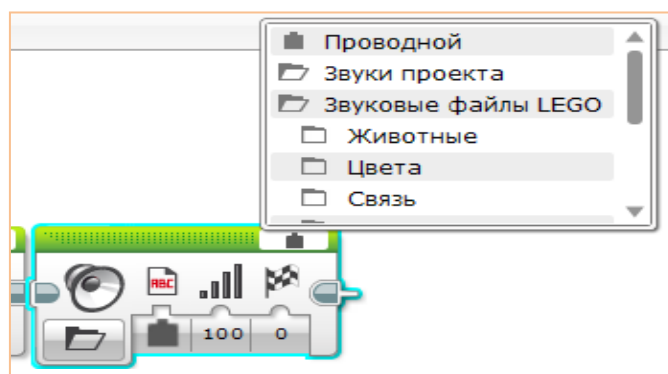 Проводной
Звуки проекта
Звуковые файлы LEGO
Животные
Цвета
Связь
ABC
100
0